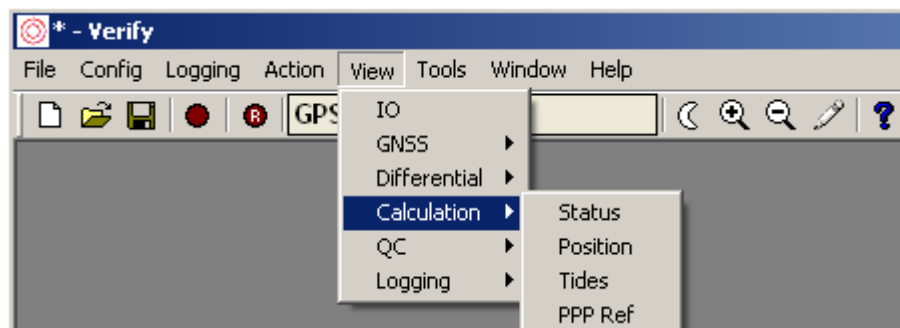 * - Verify
File Config Logging Action View Tools Window Help
R GPS ?
IO
GNSS
Differential
Calculation Status
QC Position
Logging Tides
PPP Ref